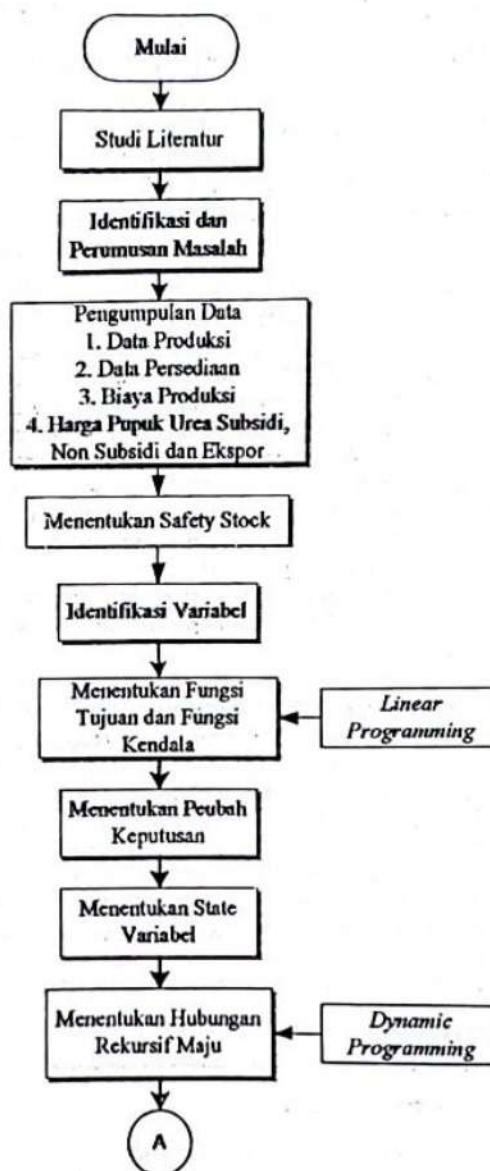 Mulai
Studi Literatur
Identifikasi dan
Perumusan Masalah
Pengumpulan Data
1. Data Produksi
2. Data Persediaan
3. Biaya Produksi
4. Harga Pupuk Urea Subsidi,
Non Subsidi dan Ekspor
Menentukan Safety Stock
Identifikasi Variabel
Menentukan Fungsi
Tujuan dan Fungsi
Kendala
Linear
Programming
Menentukan Peubah
Keputusan
Menentukan State
Variabel
Menentukan Hubungan
Rekursif Maju
Dynamic
Programming
A